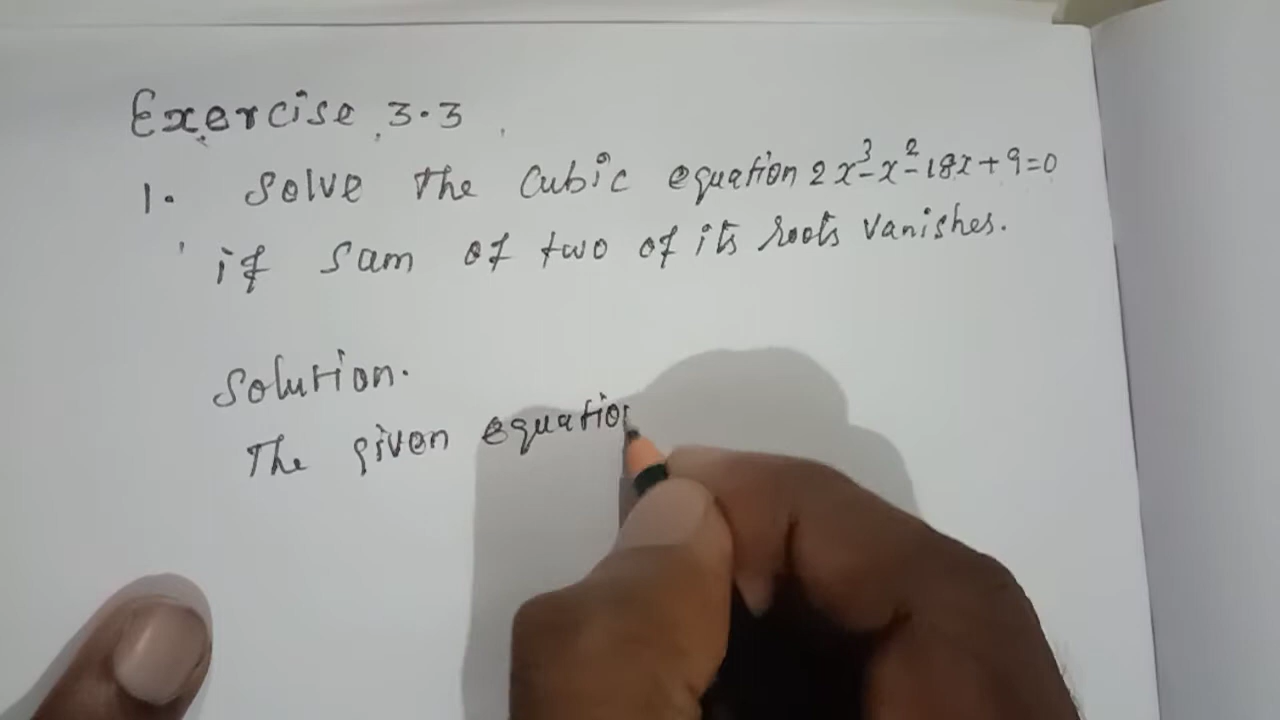 Exercise 3.3
1. Solve the Cubic equation 2x³-x²-18x+9=0
if Sum of two of its roots vanishes.
Solution.
The given equation